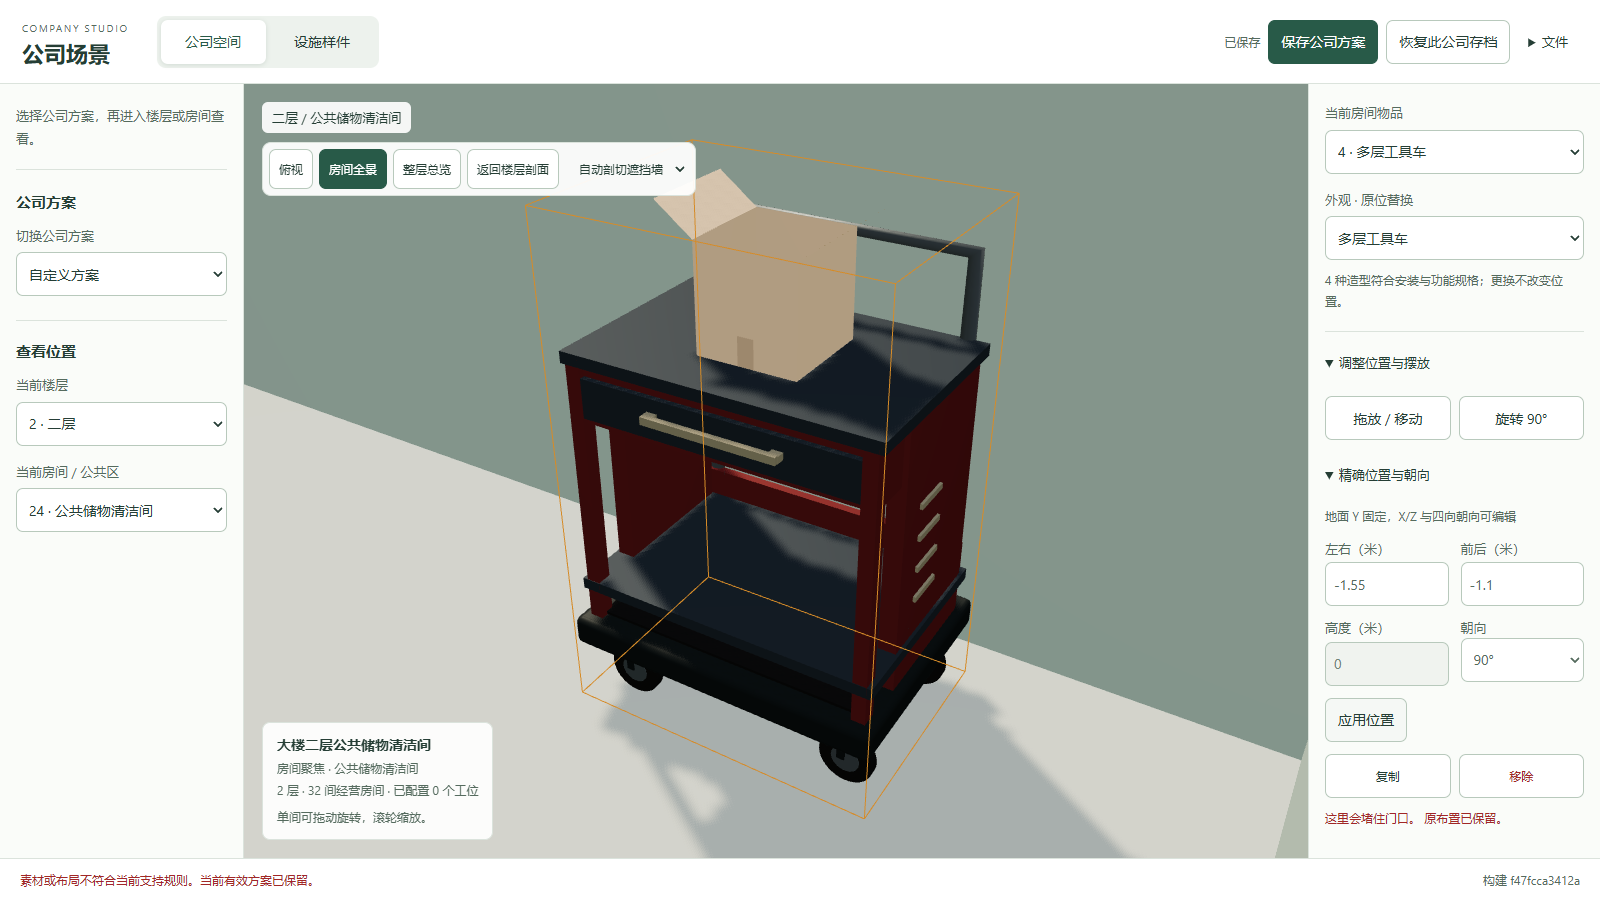 COMPANY STUDIO
公司场景
公司空间
设施样件
已保存
保存公司方案
恢复此公司存档
▶ 文件
选择公司方案，再进入楼层或房间查
看。
公司方案
切换公司方案
自定义方案
查看位置
当前楼层
2 · 二层
当前房间 / 公共区
24 · 公共储物清洁间
二层 / 公共储物清洁间
俯视
房间全景
整层总览
返回楼层剖面
自动剖切遮挡墙
大楼二层公共储物清洁间
房间聚焦 · 公共储物清洁间
2 层 · 32 间经营房间 · 已配置 0 个工位
单间可拖动旋转，滚轮缩放。
当前房间物品
4 · 多层工具车
外观 · 原位替换
多层工具车
4 种造型符合安装与功能规格；更换不改变位
置。
▼ 调整位置与摆放
拖放 / 移动
旋转 90°
▼ 精确位置与朝向
地面 Y 固定，X/Z 与四向朝向可编辑
左右（米）
前后（米）
-1.55
-1.1
高度（米）
朝向
0
90°
应用位置
复制
移除
这里会堵住门口。 原布置已保留。
素材或布局不符合当前支持规则。当前有效方案已保留。
构建 f47fcca3412a